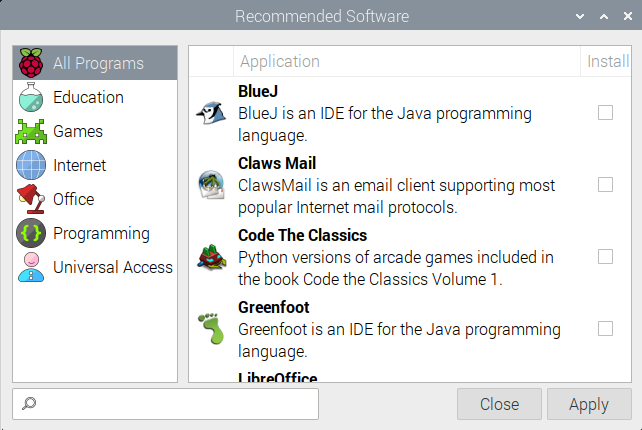 Recommended Software
All Programs
Education
Games
Internet
Office
Programming
Universal Access
Application
Install
BlueJ
BlueJ is an IDE for the Java programming
language.
Claws Mail
ClawsMail is an email client supporting most
popular Internet mail protocols.
Code The Classics
Python versions of arcade games included in
the book Code the Classics Volume 1.
Greenfoot
Greenfoot is an IDE for the Java programming
language.
LibreOffice
Close
Apply